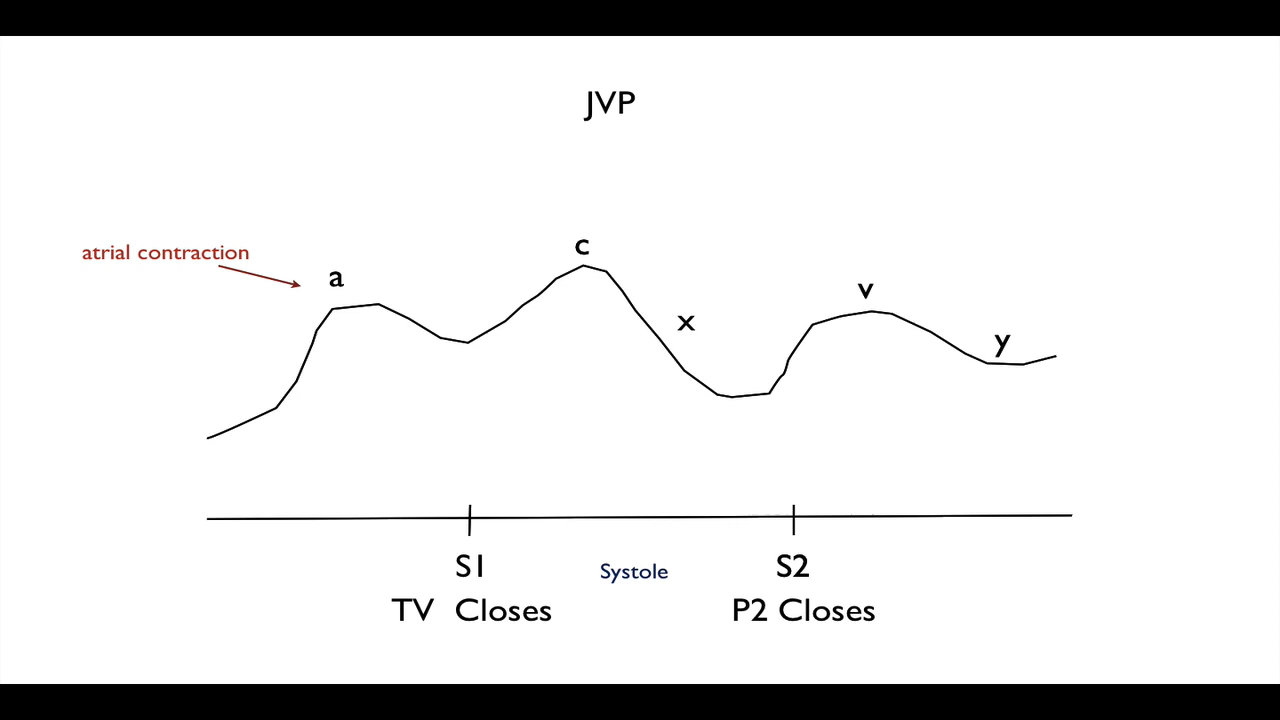 JVP
atrial contraction
a
c
x
v
y
S1
Systole
S2
TV Closes
P2 Closes